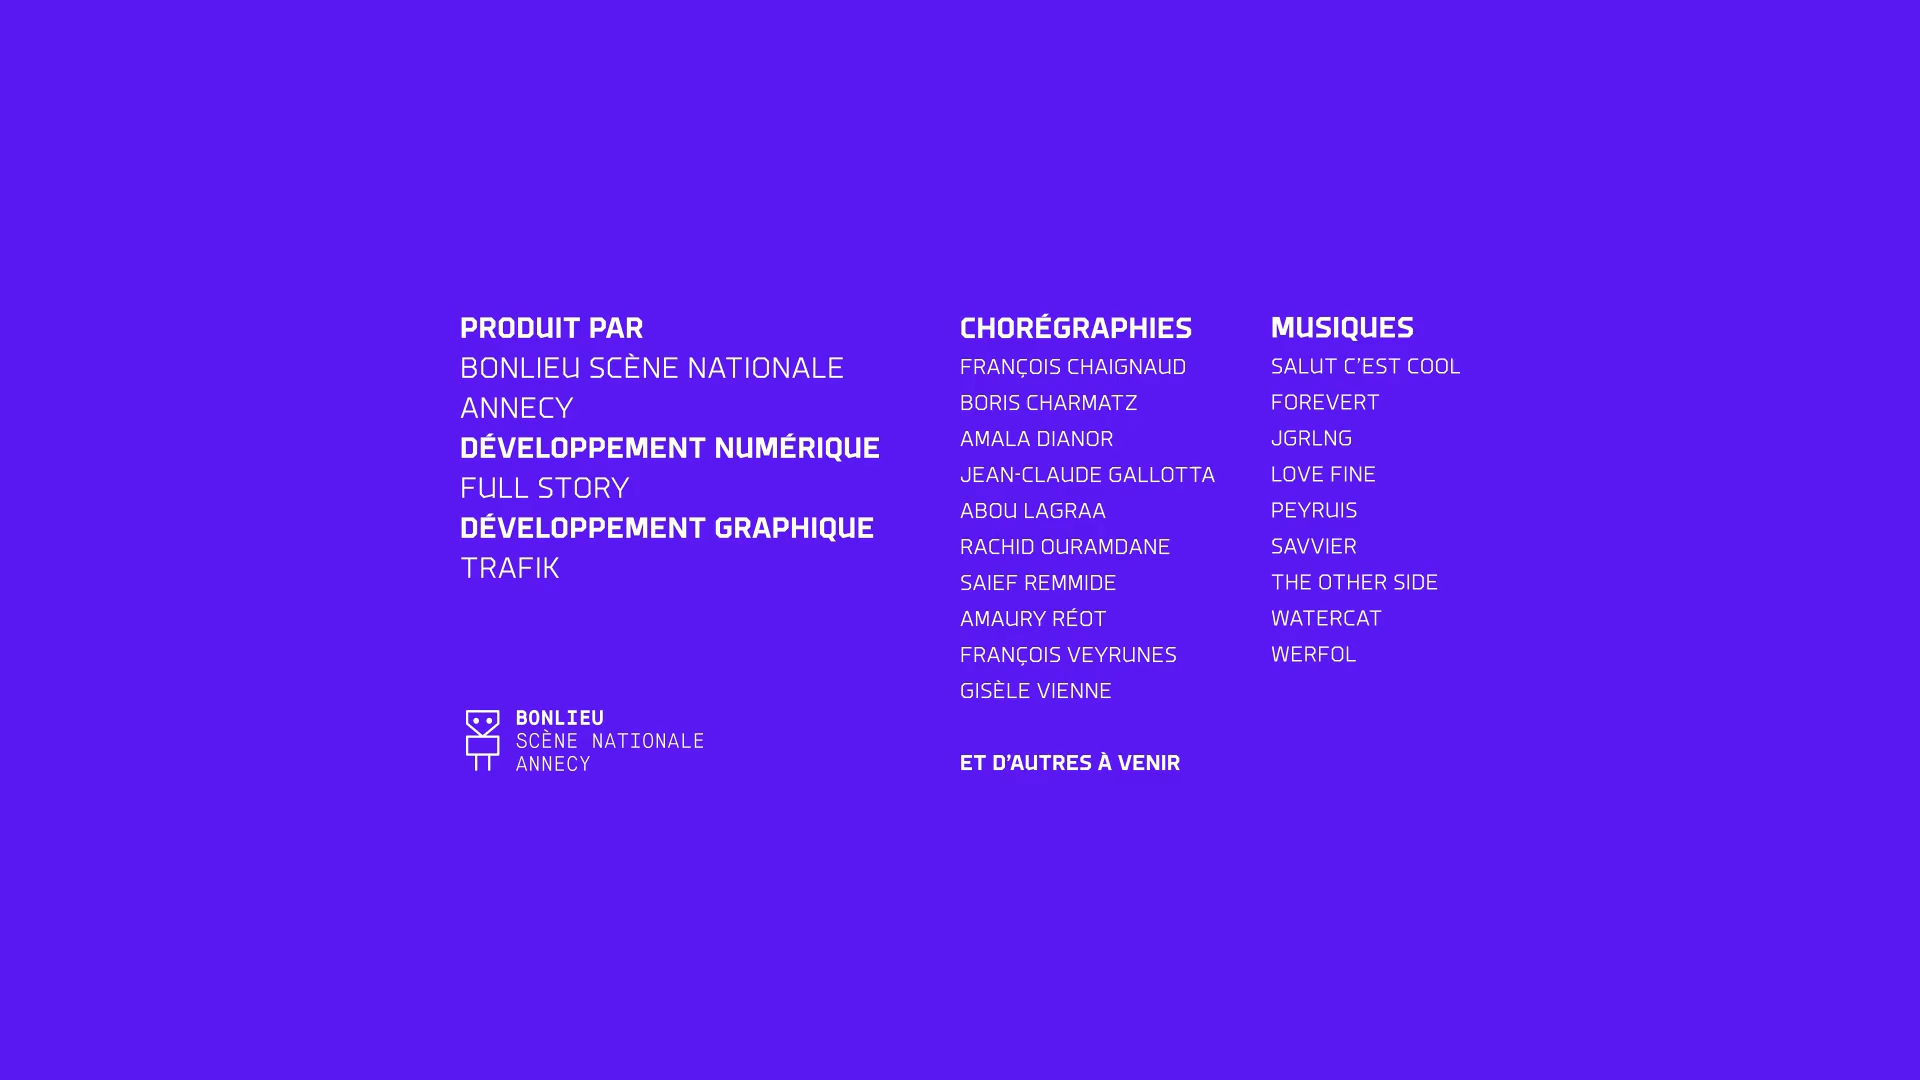 PRODUIT PAR
BONLIEU SCÈNE NATIONALE
ANNECY
DÉVELOPPEMENT NUMÉRIQUE
FULL STORY
DÉVELOPPEMENT GRAPHIQUE
TRAFIK
BONLIEU
SCÈNE NATIONALE
ANNECY
CHORÉGRAPHIES
FRANÇOIS CHAIGNAUD
BORIS CHARMATZ
AMALA DIANOR
JEAN-CLAUDE GALLOTTA
ABOU LAGRAA
RACHID OURAMDANE
SAIEF REMMIDE
AMAURY RÉOT
FRANÇOIS VEYRUNES
GISÈLE VIENNE
ET D’AUTRES À VENIR
MUSIQUES
SALUT C’EST COOL
FOREVERT
JGRLNG
LOVE FINE
PEYRUIS
SAVVIER
THE OTHER SIDE
WATERCAT
WERFOL